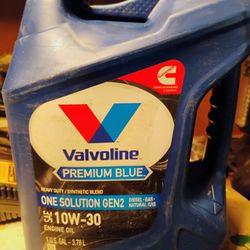 Valvoline
PREMIUM BLUE
HEAVY DUTY / SYNTHETIC BLEND
ONE SOLUTION GEN2
DIESEL · GAS ·
NATURAL GAS
SAE 10W-30
ENGINE OIL
1 U.S. GAL · 3.78 L